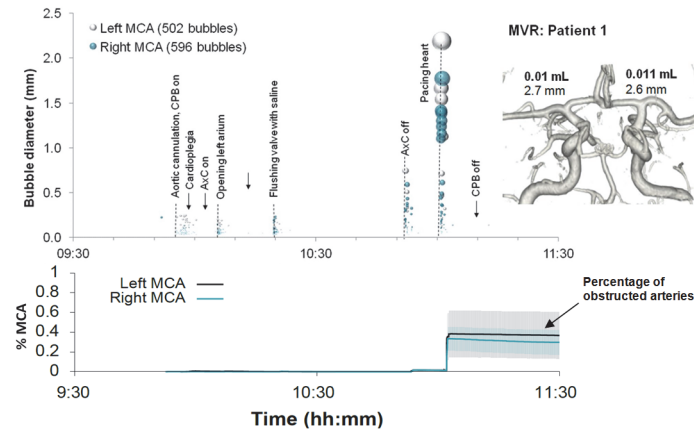 Left MCA (502 bubbles)
Right MCA (596 bubbles)
MVR: Patient 1
0.01 mL
2.7 mm
0.011 mL
2.6 mm
Bubble diameter (mm)
2.5
2.0
1.5
1.0
0.5
0.0
Aortic cannulation, CPB on
Cardioplegia
AxC on
Opening left arium
Flushing valve with saline
AxC off
Pacing heart
CPB off
09:30
10:30
11:30
% MCA
1
0.8
0.6
0.4
0.2
0
Left MCA
Right MCA
Percentage of
obstructed arteries
9:30
10:30
11:30
Time (hh:mm)